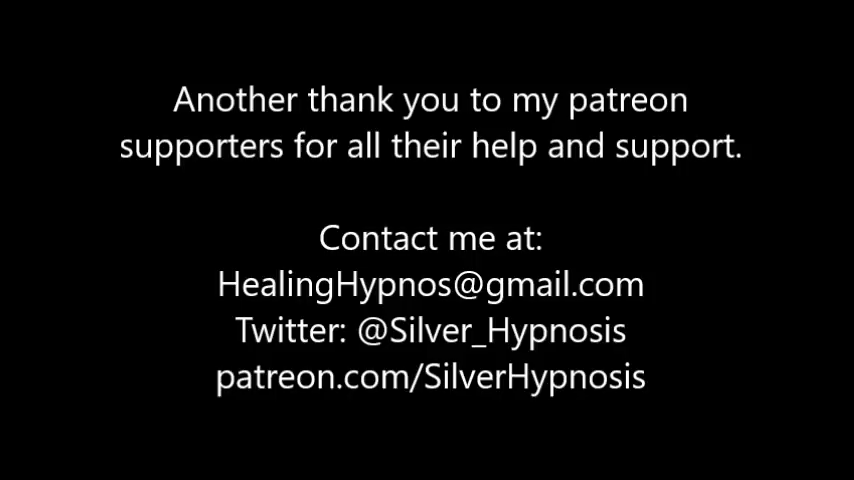 Another thank you to my patreon
supporters for all their help and support.
Contact me at:
HealingHypnos@gmail.com
Twitter: @Silver_Hypnosis
patreon.com/SilverHypnosis